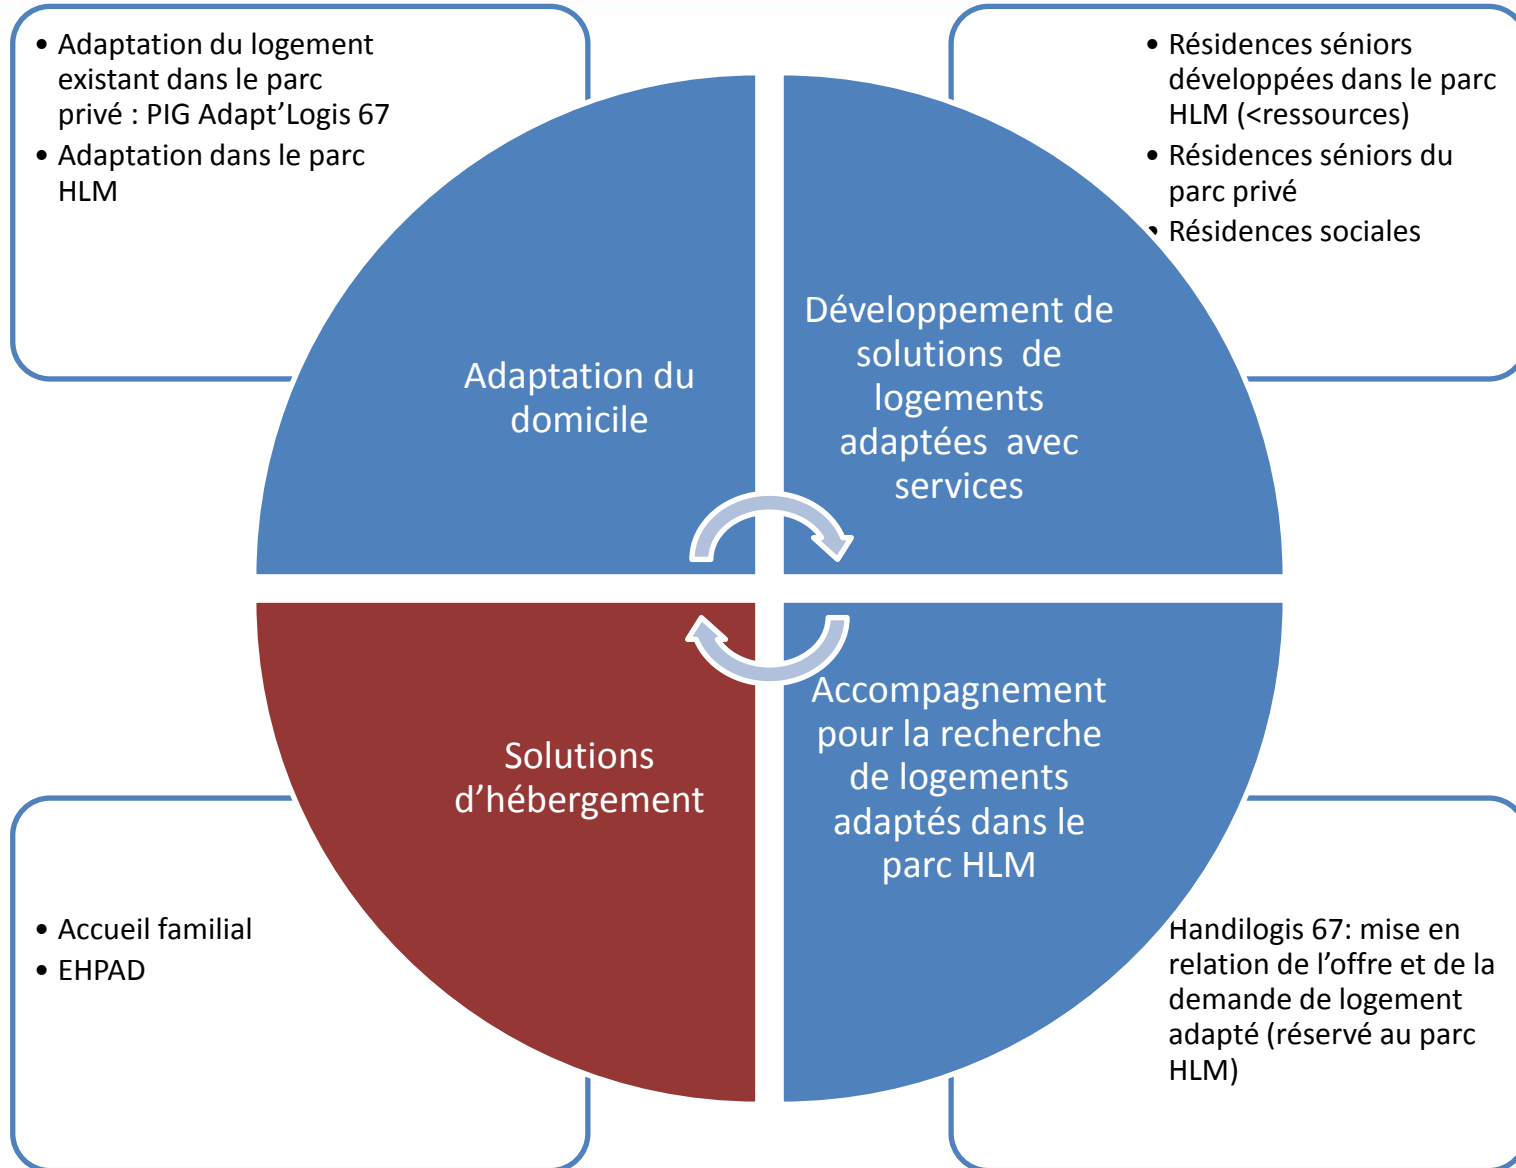 • Adaptation du logement
existant dans le parc
privé : PIG Adapt’Logis 67
• Adaptation dans le parc
HLM
• Résidences séniors
développées dans le parc
HLM (<ressources)
• Résidences séniors du
parc privé
• Résidences sociales
Adaptation du
domicile
Développement de
solutions de
logements
adaptées avec
services
Solutions
d’hébergement
Accompagnement
pour la recherche
de logements
adaptés dans le
parc HLM
• Accueil familial
• EHPAD
Handilogis 67: mise en
relation de l’offre et de la
demande de logement
adapté (réservé au parc
HLM)